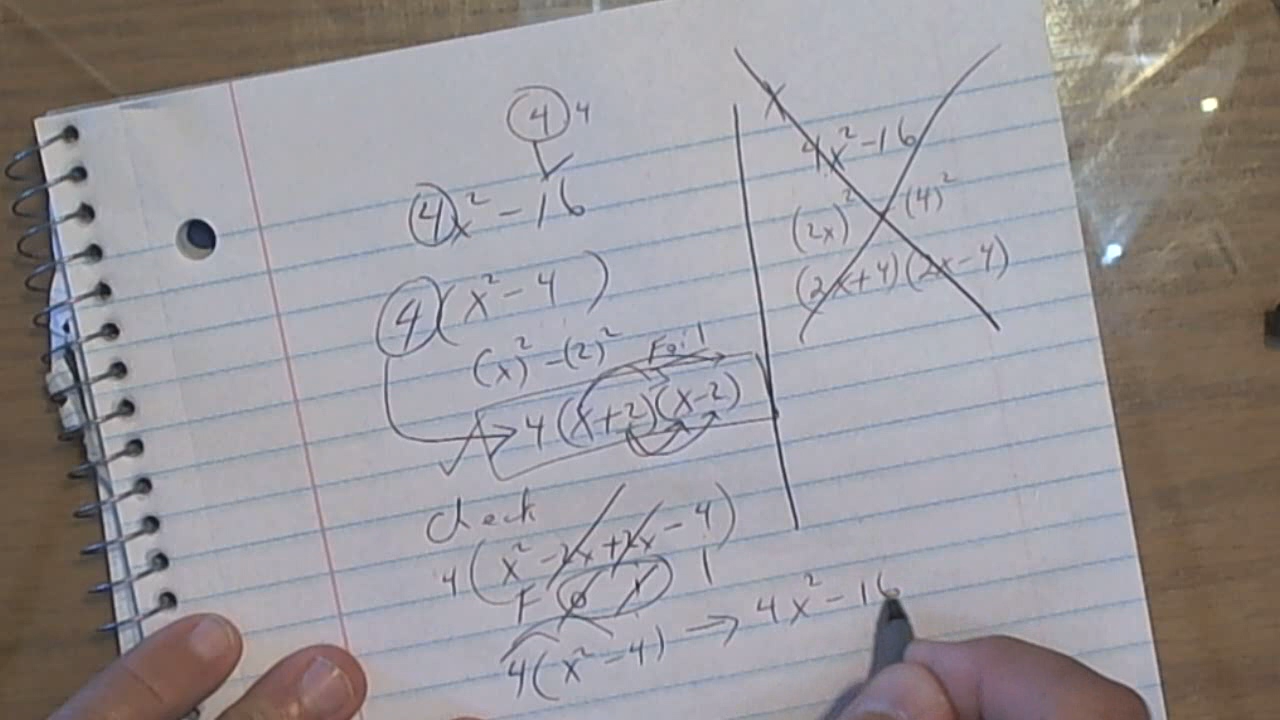 4 4
4x² - 16
4(x² - 4)
(x)² - (2)²
Foil
4(x+2)(x-2)
Check
4(x² - 2x + 2x - 4)
F O I l
4(x² - 4) → 4x² - 16
x
4x² - 16
(2x)² (4)²
(2x+4)(2x-4)